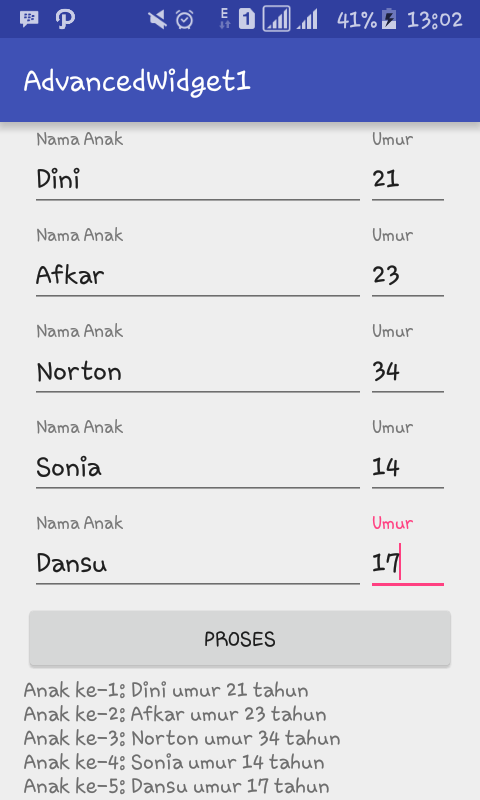 E 1 41% 13:02
AdvancedWidget1
Nama Anak Umur
Dini 21
Nama Anak Umur
Afkar 23
Nama Anak Umur
Norton 34
Nama Anak Umur
Sonia 14
Nama Anak Umur
Dansu 17
PROSES
Anak ke-1: Dini umur 21 tahun
Anak ke-2: Afkar umur 23 tahun
Anak ke-3: Norton umur 34 tahun
Anak ke-4: Sonia umur 14 tahun
Anak ke-5: Dansu umur 17 tahun